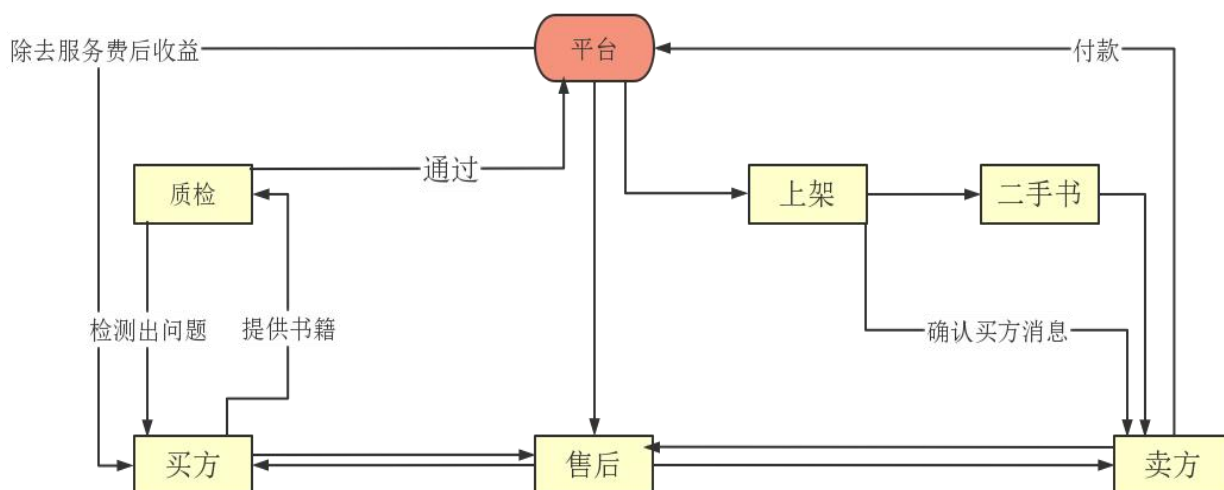 平台
除去服务费后收益
付款
质检
通过
上架
二手书
检测出问题
提供书籍
确认买方消息
买方
售后
卖方